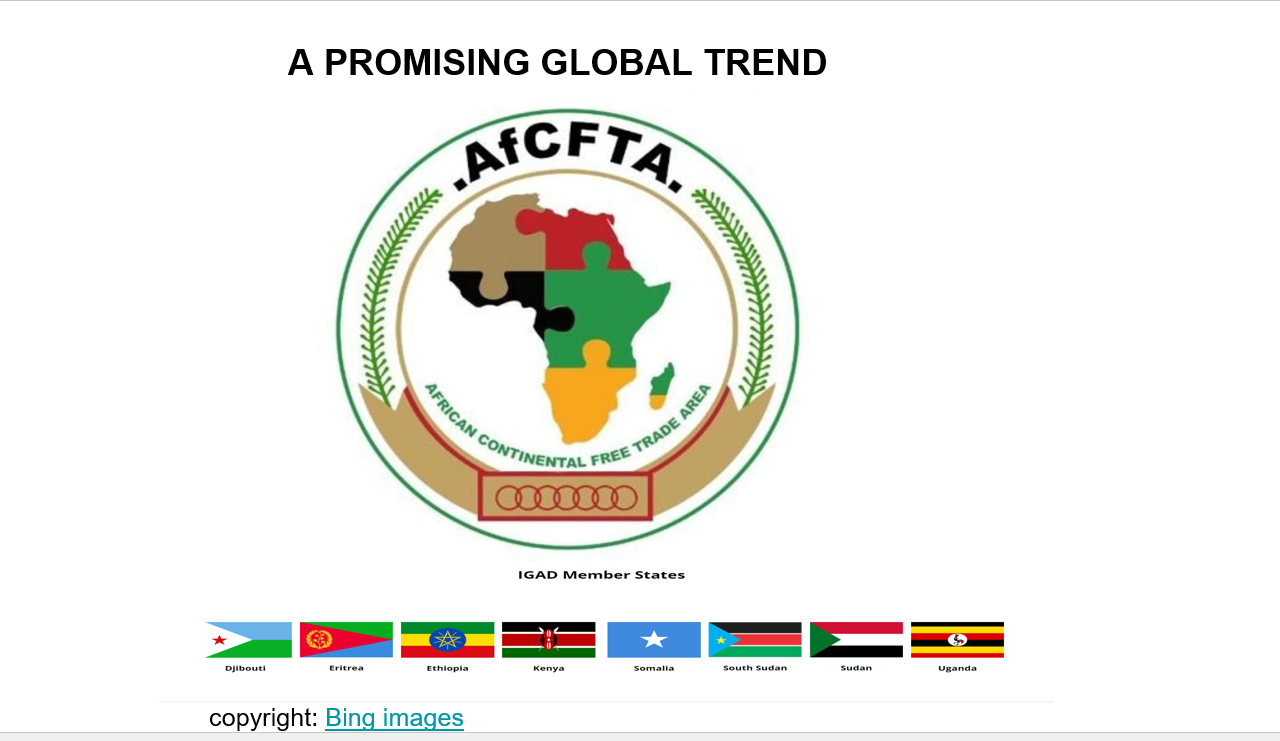 A PROMISING GLOBAL TREND
.AfCFTA.
AFRICAN CONTINENTAL FREE TRADE AREA
IGAD Member States
Djibouti Eritrea Ethiopia Kenya Somalia South Sudan Sudan Uganda
copyright: Bing images